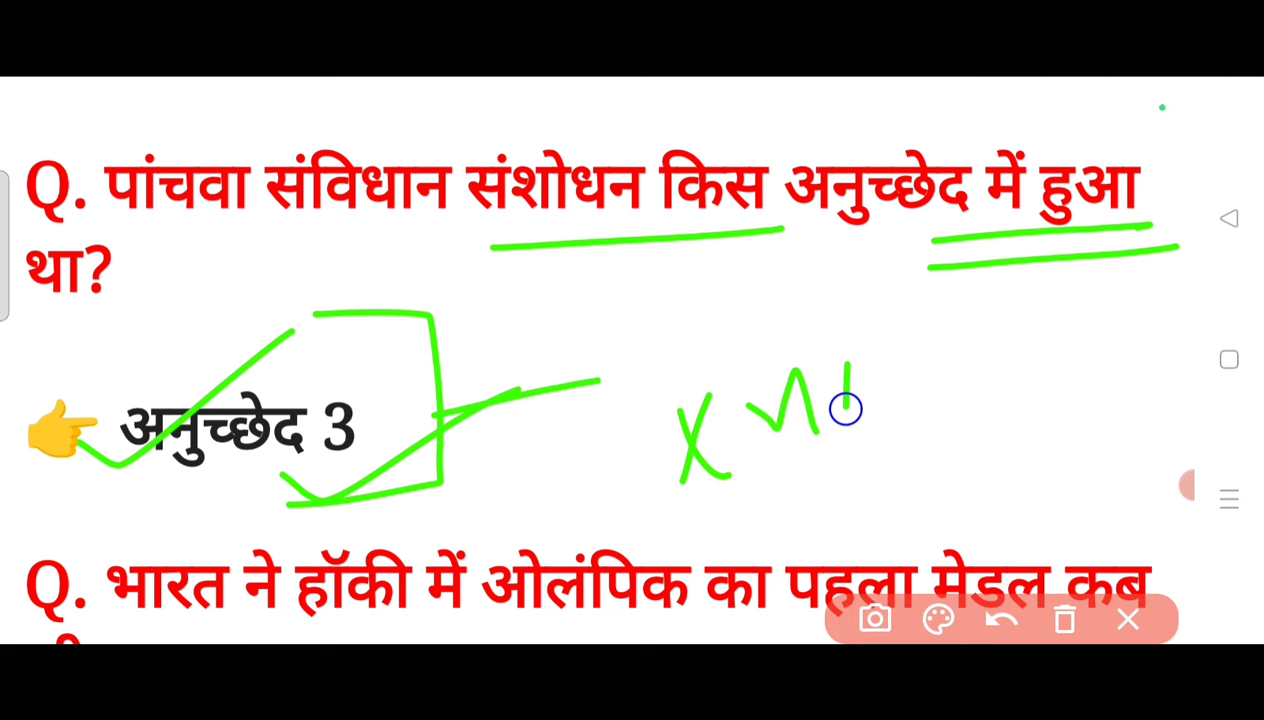 Q. पांचवा संविधान संशोधन किस अनुच्छेद में हुआ
था?
👉 अनुच्छेद 3
Q. भारत ने हॉकी में ओलंपिक का पहला मेडल कब